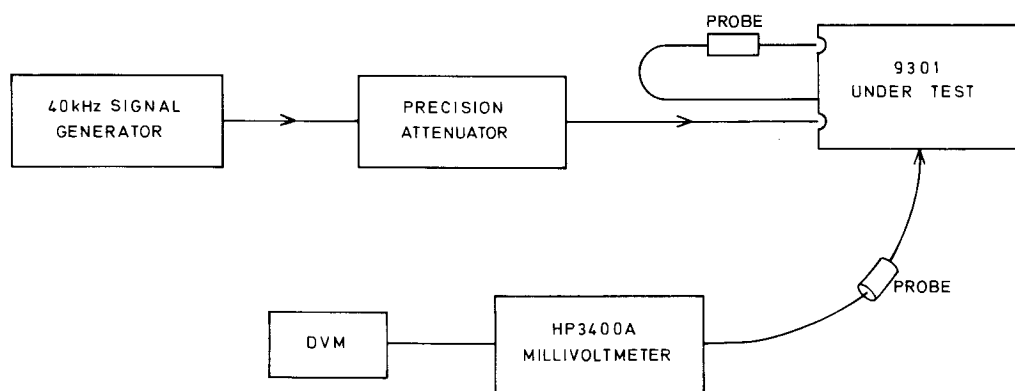 PROBE
9301
UNDER TEST
40kHz SIGNAL
GENERATOR
PRECISION
ATTENUATOR
PROBE
DVM
HP3400A
MILLIVOLTMETER